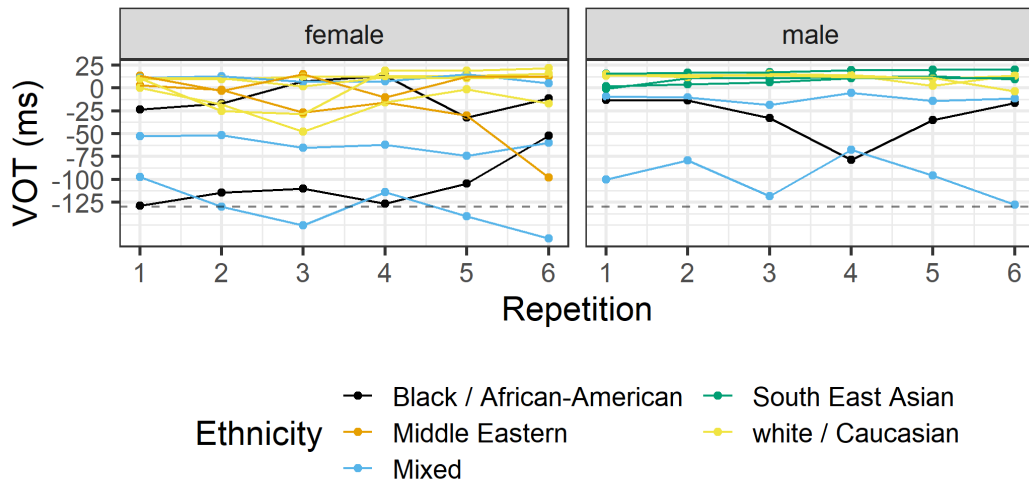 female
male
VOT (ms)
25
0
-25
-50
-75
-100
-125
1 2 3 4 5 6
1 2 3 4 5 6
Repetition
Ethnicity
Black / African-American
Middle Eastern
Mixed
South East Asian
white / Caucasian